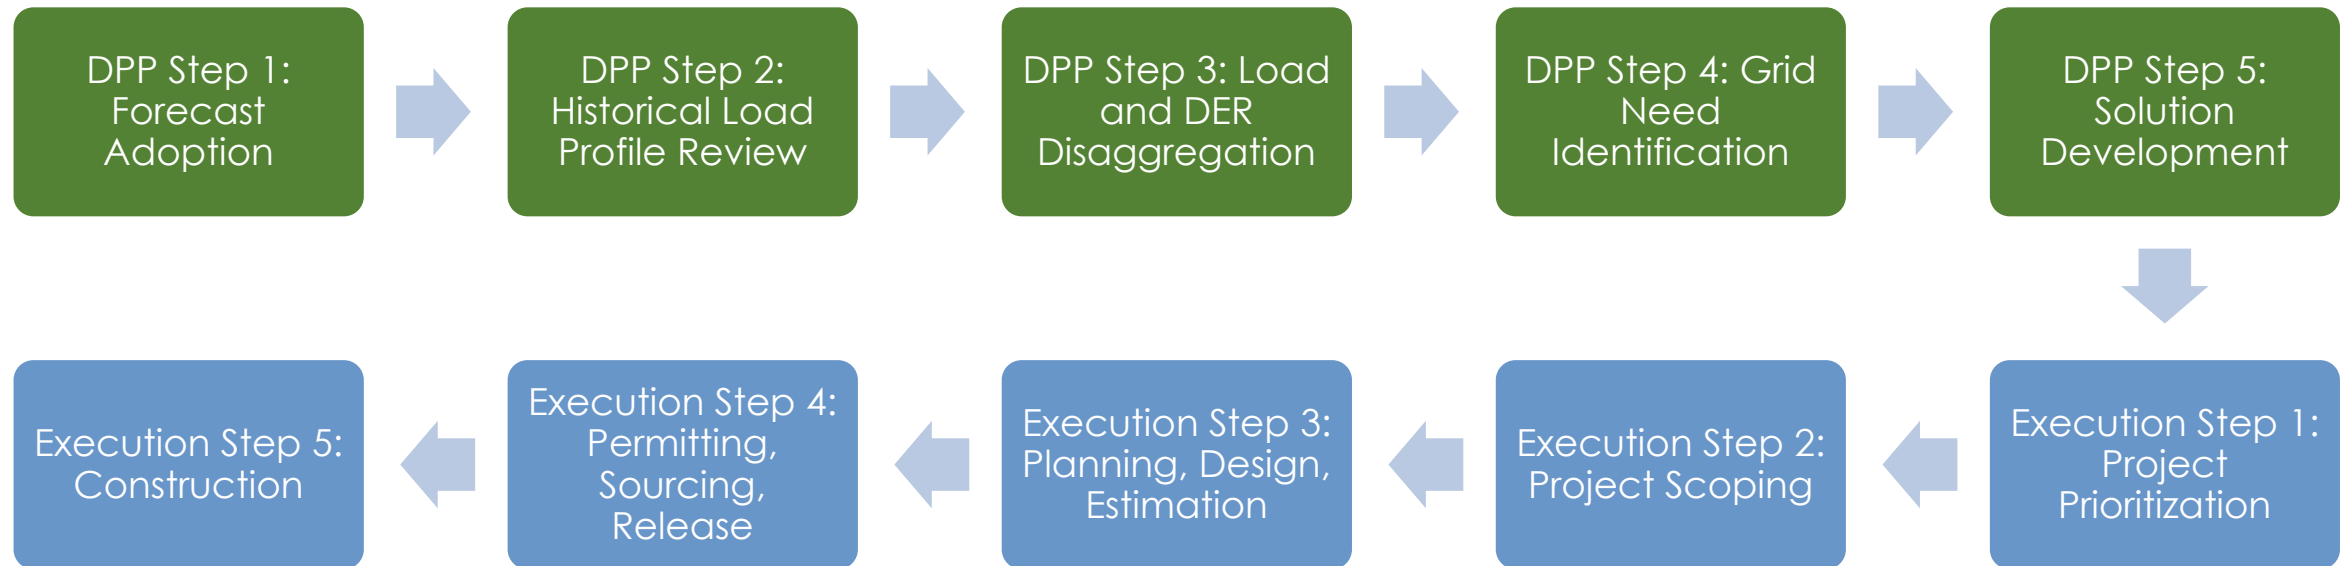 DPP Step 1:
Forecast
Adoption
DPP Step 2:
Historical Load
Profile Review
DPP Step 3: Load
and DER
Disaggregation
DPP Step 4: Grid
Need
Identification
DPP Step 5:
Solution
Development
Execution Step 1:
Project
Prioritization
Execution Step 2:
Project Scoping
Execution Step 3:
Planning, Design,
Estimation
Execution Step 4:
Permitting,
Sourcing,
Release
Execution Step 5:
Construction